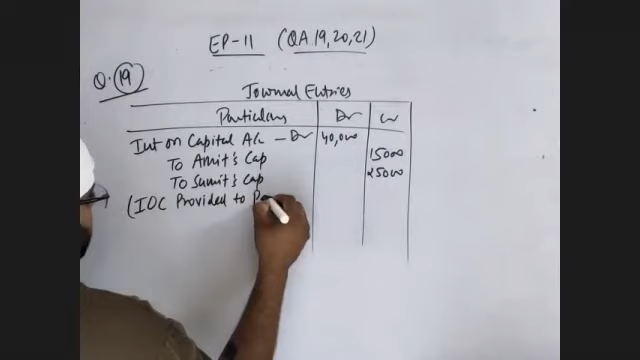 EP-11 (QA.19,20,21)
Q.19
Journal Entries
Particulars Dr Cr
Int on Capital A/c - Dr 40,000
To Amit's Cap 15000
To Sumit's Cap 25000
(IOC Provided to